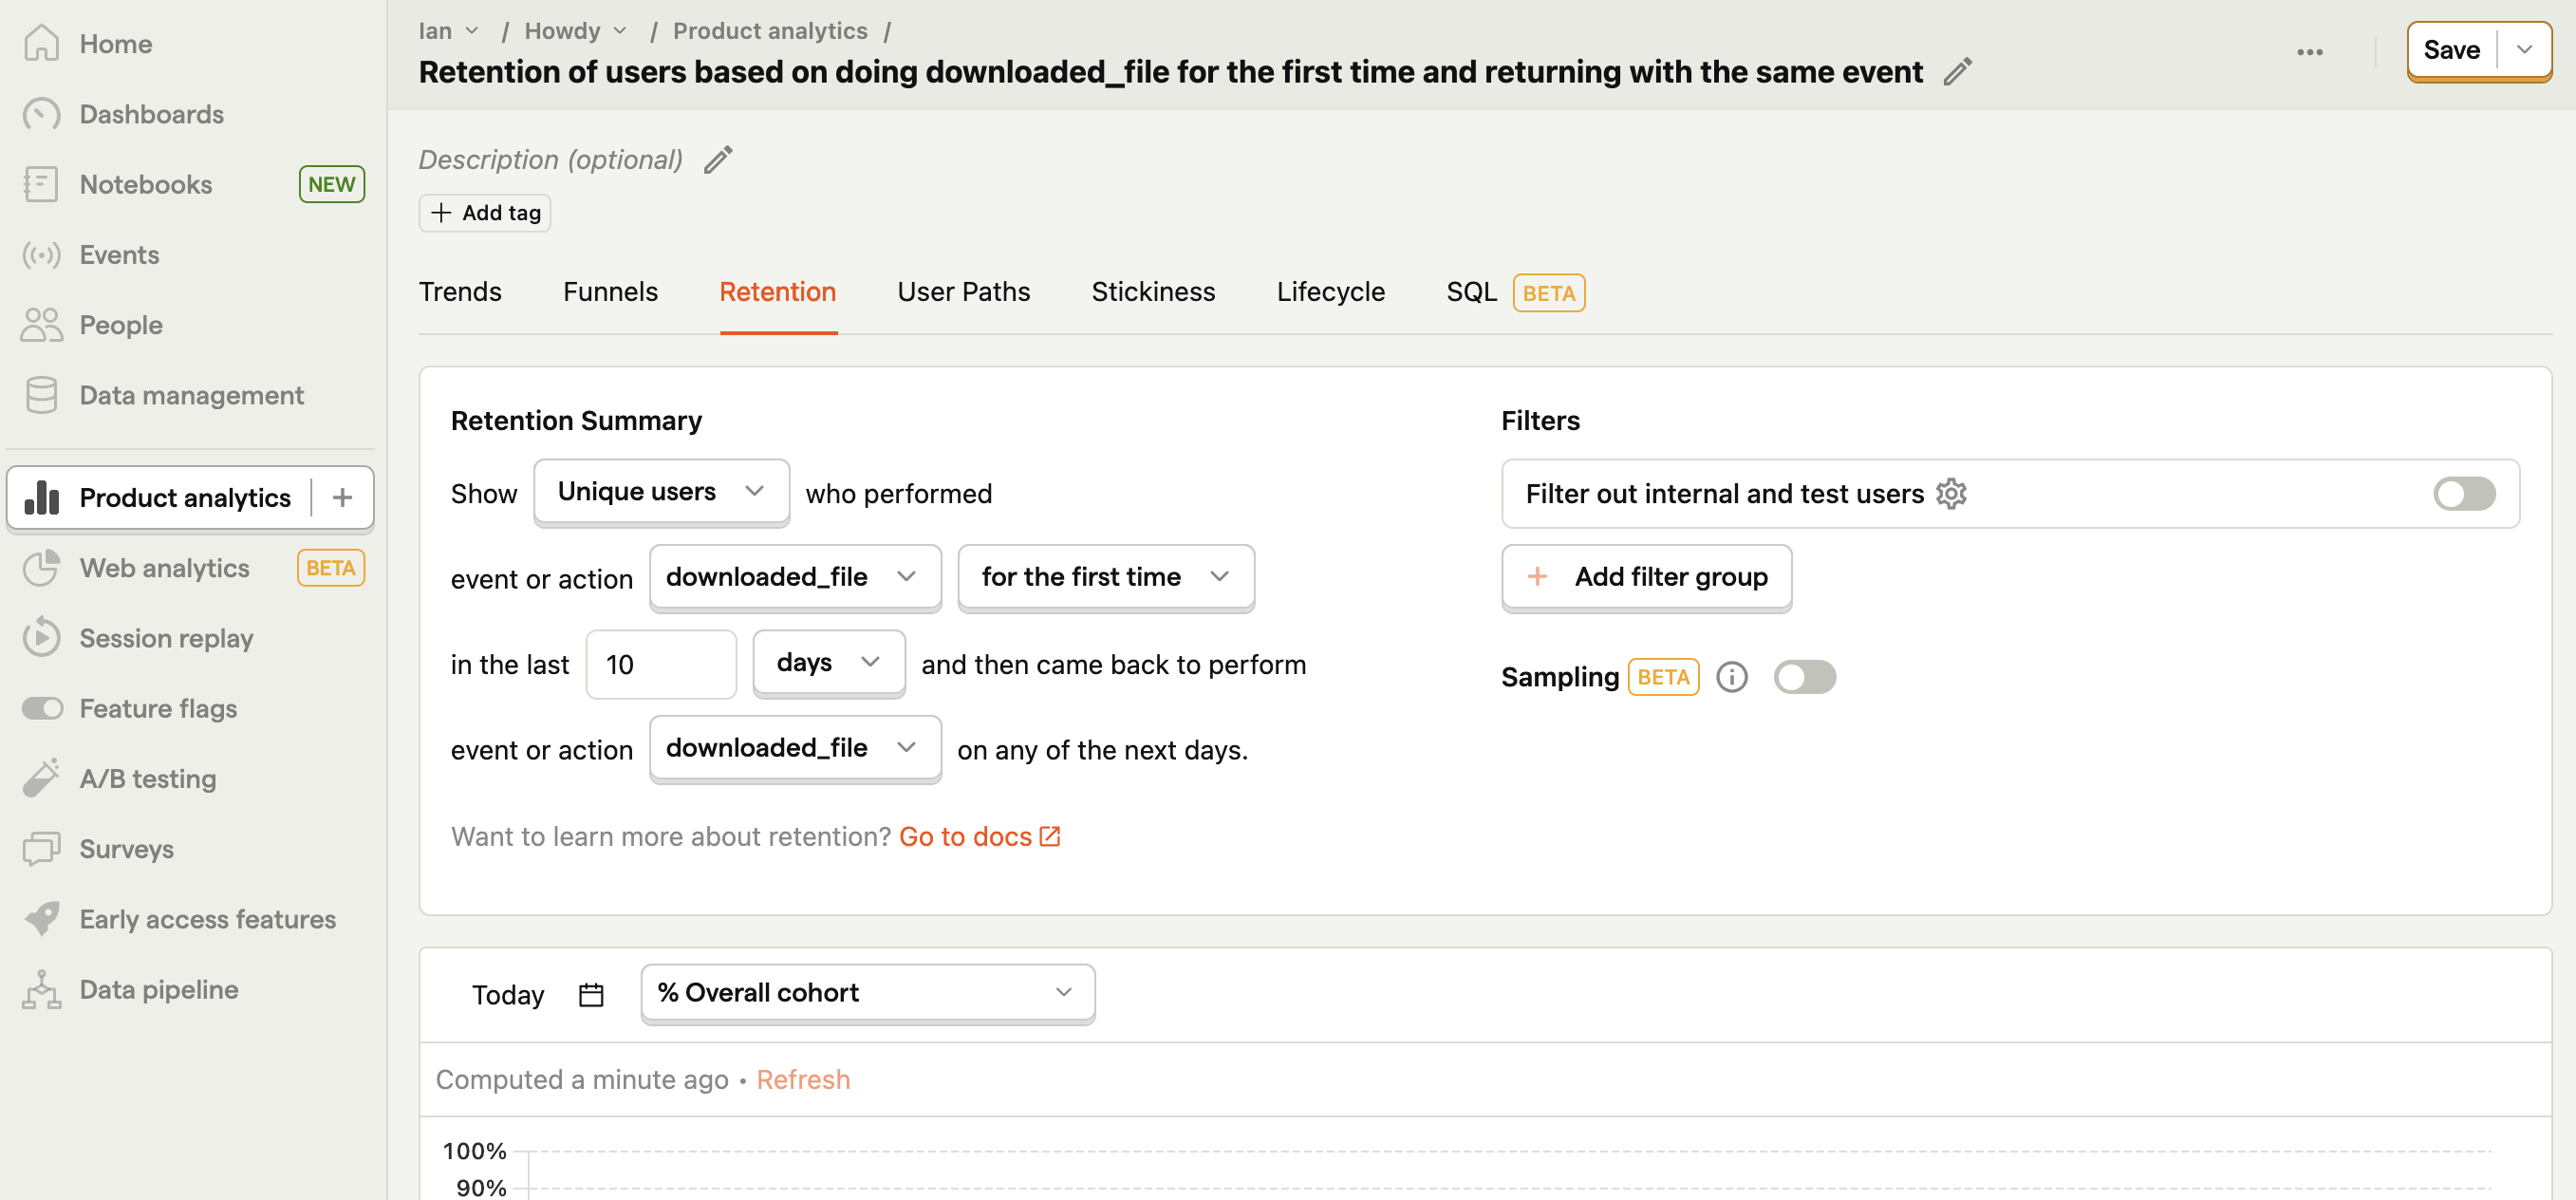 Home
Dashboards
Notebooks NEW
Events
People
Data management
Product analytics
Web analytics BETA
Session replay
Feature flags
A/B testing
Surveys
Early access features
Data pipeline
Ian / Howdy / Product analytics /
Retention of users based on doing downloaded_file for the first time and returning with the same event
Save
Description (optional)
Add tag
Trends Funnels Retention User Paths Stickiness Lifecycle SQL BETA
Retention Summary
Show Unique users who performed
event or action downloaded_file for the first time
in the last 10 days and then came back to perform
event or action downloaded_file on any of the next days.
Want to learn more about retention? Go to docs
Filters
Filter out internal and test users
Add filter group
Sampling BETA
Today % Overall cohort
Computed a minute ago • Refresh
100%
90%